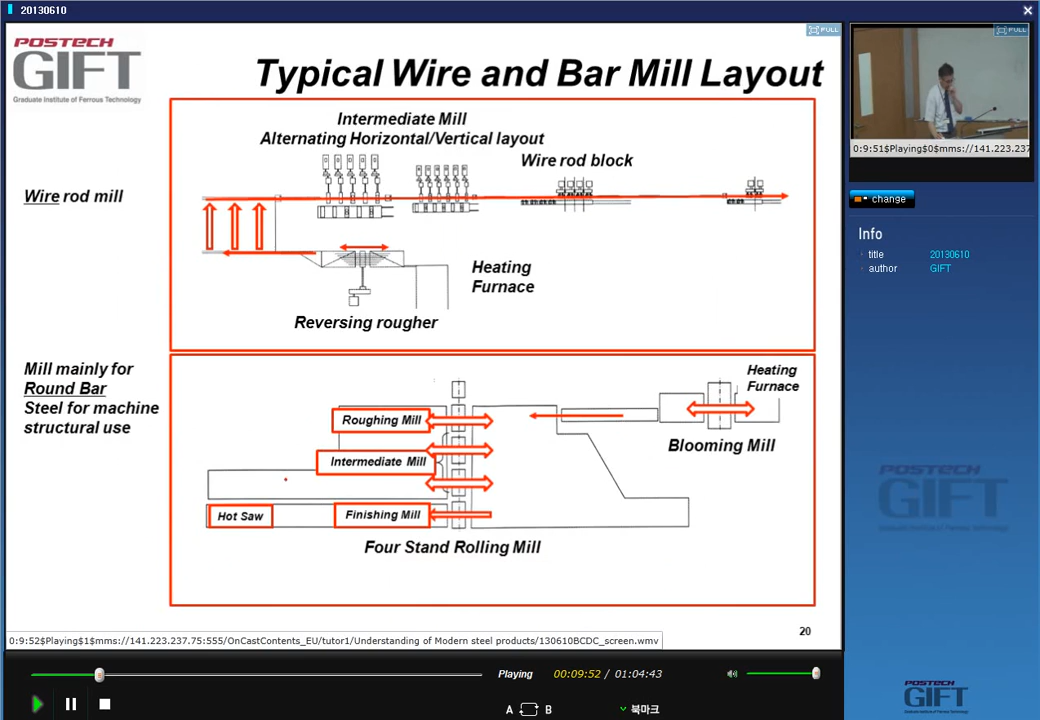 20130610
POSTECH
GIFT
Graduate Institute of Ferrous Technology
Typical Wire and Bar Mill Layout
FULL
FULL
Intermediate Mill
Alternating Horizontal/Vertical layout
Wire rod block
0:9:51$Playing$0$mms://141.223.237
Wire rod mill
change
Info
title 20130610
author GIFT
Heating
Furnace
Reversing rougher
Mill mainly for
Round Bar
Steel for machine
structural use
Heating
Furnace
Roughing Mill
Blooming Mill
Intermediate Mill
POSTECH
GIFT
Hot Saw
Finishing Mill
Four Stand Rolling Mill
20
0:9:52$Playing$1$mms://141.223.237.75:555/OnCastContents_EU/tutor1/Understanding of Modern steel products/130610BCDC_screen.wmv
Playing 00:09:52 / 01:04:43
A B 북마크
POSTECH
GIFT